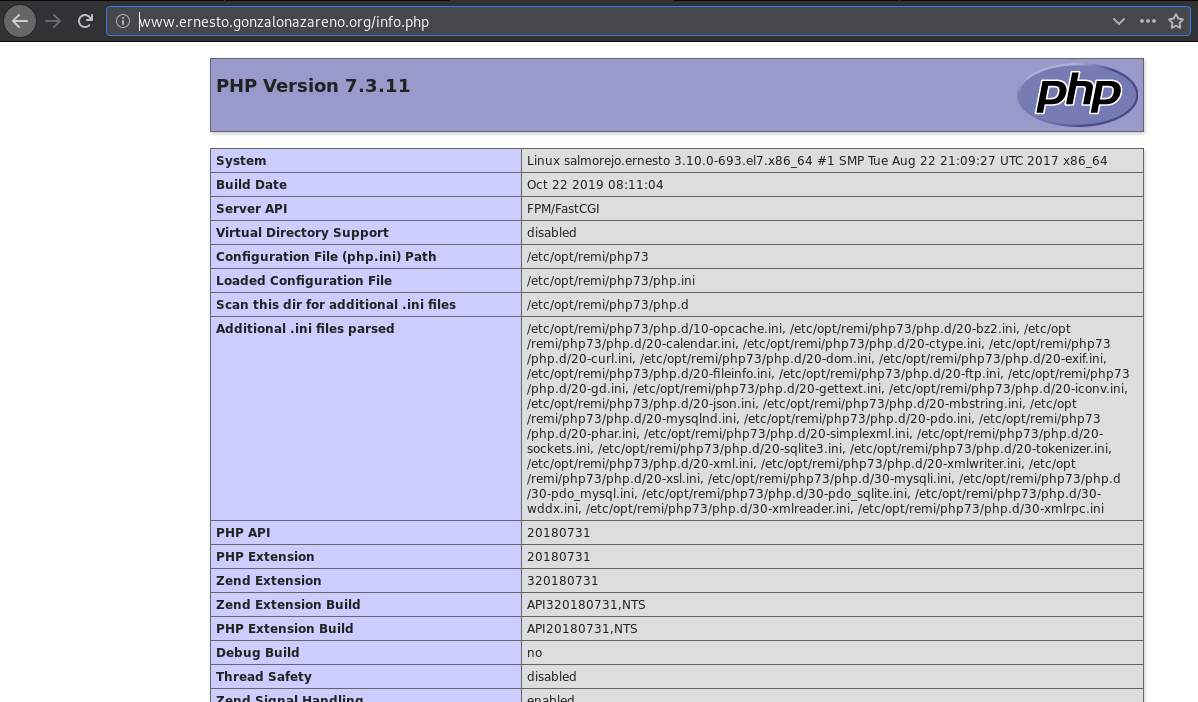 www.ernesto.gonzalonazareno.org/info.php
PHP Version 7.3.11
php
System Linux salmorejo.ernesto 3.10.0-693.el7.x86_64 #1 SMP Tue Aug 22 21:09:27 UTC 2017 x86_64
Build Date Oct 22 2019 08:11:04
Server API FPM/FastCGI
Virtual Directory Support disabled
Configuration File (php.ini) Path /etc/opt/remi/php73
Loaded Configuration File /etc/opt/remi/php73/php.ini
Scan this dir for additional .ini files /etc/opt/remi/php73/php.d
Additional .ini files parsed /etc/opt/remi/php73/php.d/10-opcache.ini, /etc/opt/remi/php73/php.d/20-bz2.ini, /etc/opt
/remi/php73/php.d/20-calendar.ini, /etc/opt/remi/php73/php.d/20-ctype.ini, /etc/opt/remi/php73
/php.d/20-curl.ini, /etc/opt/remi/php73/php.d/20-dom.ini, /etc/opt/remi/php73/php.d/20-exif.ini,
/etc/opt/remi/php73/php.d/20-fileinfo.ini, /etc/opt/remi/php73/php.d/20-ftp.ini, /etc/opt/remi/php73
/php.d/20-gd.ini, /etc/opt/remi/php73/php.d/20-gettext.ini, /etc/opt/remi/php73/php.d/20-iconv.ini,
/etc/opt/remi/php73/php.d/20-json.ini, /etc/opt/remi/php73/php.d/20-mbstring.ini, /etc/opt
/remi/php73/php.d/20-mysqlnd.ini, /etc/opt/remi/php73/php.d/20-pdo.ini, /etc/opt/remi/php73
/php.d/20-phar.ini, /etc/opt/remi/php73/php.d/20-simplexml.ini, /etc/opt/remi/php73/php.d/20-
sockets.ini, /etc/opt/remi/php73/php.d/20-sqlite3.ini, /etc/opt/remi/php73/php.d/20-tokenizer.ini,
/etc/opt/remi/php73/php.d/20-xml.ini, /etc/opt/remi/php73/php.d/20-xmlwriter.ini, /etc/opt
/remi/php73/php.d/20-xsl.ini, /etc/opt/remi/php73/php.d/30-mysqli.ini, /etc/opt/remi/php73/php.d
/30-pdo_mysql.ini, /etc/opt/remi/php73/php.d/30-pdo_sqlite.ini, /etc/opt/remi/php73/php.d/30-
wddx.ini, /etc/opt/remi/php73/php.d/30-xmlreader.ini, /etc/opt/remi/php73/php.d/30-xmlrpc.ini
PHP API 20180731
PHP Extension 20180731
Zend Extension 320180731
Zend Extension Build API320180731,NTS
PHP Extension Build API20180731,NTS
Debug Build no
Thread Safety disabled
Zend Signal Handling enabled